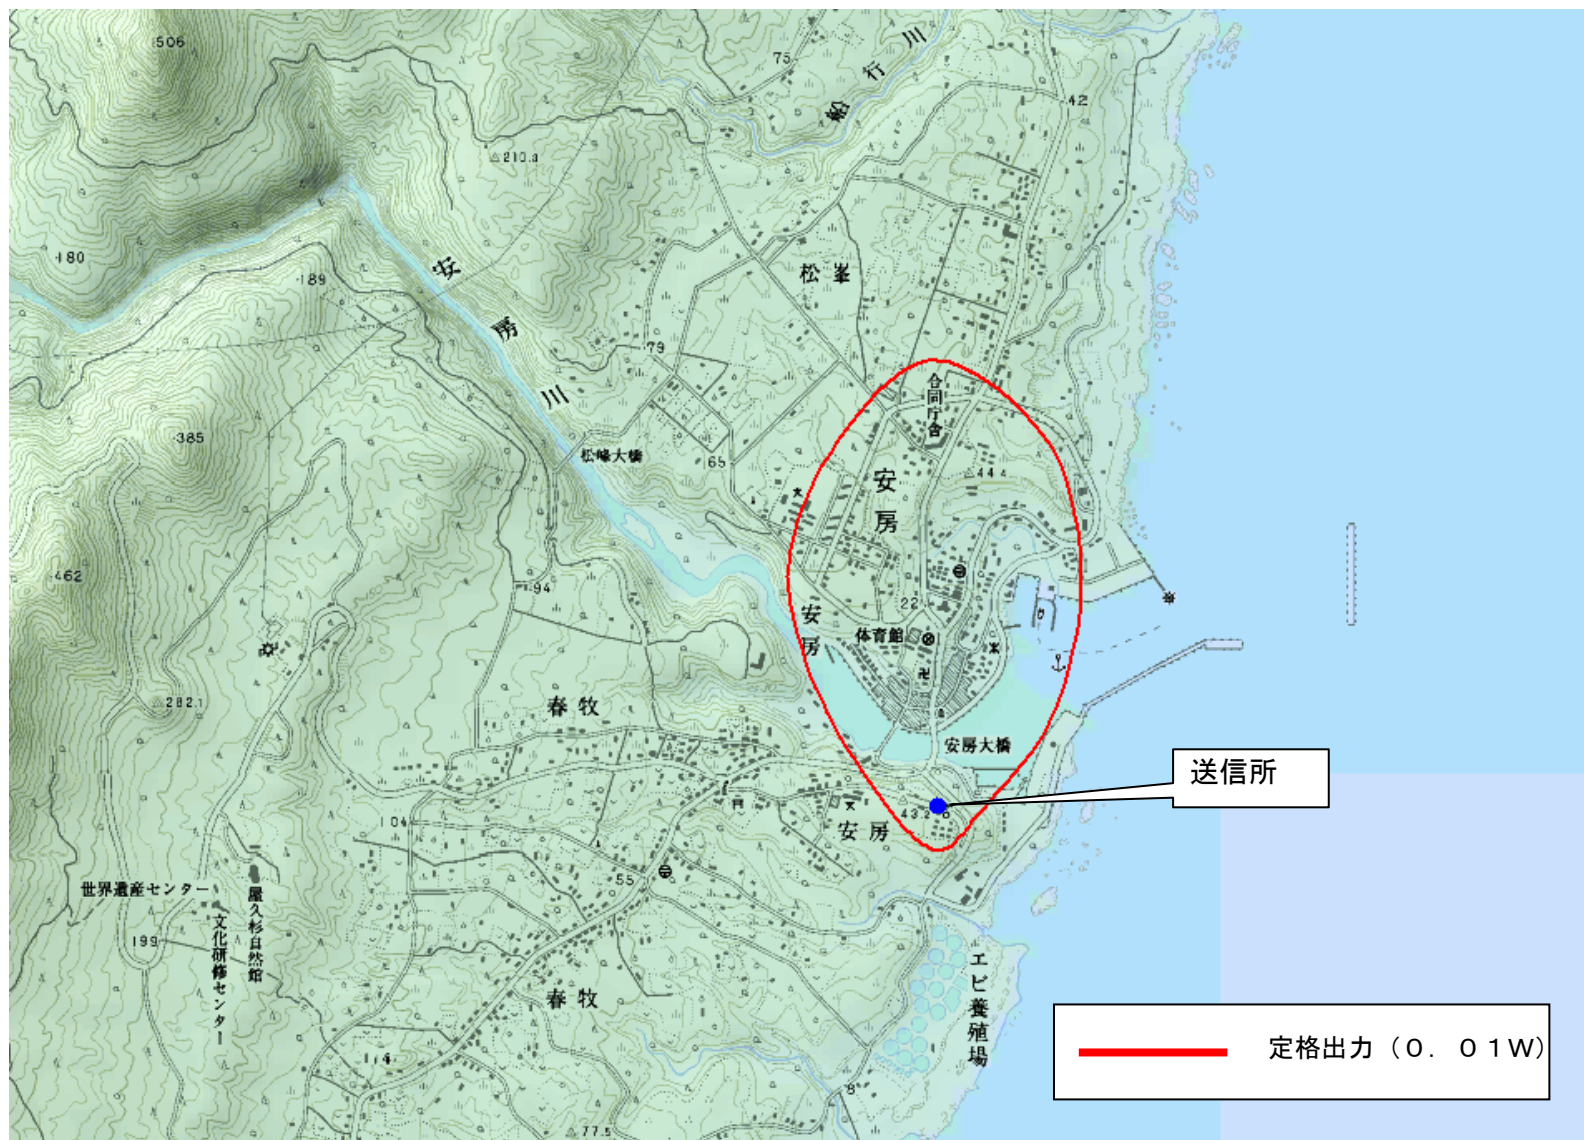 506
75
船行川
42
210.3
180
安房川
189
松峯
79
合同庁舎
385
松峰大橋
65
44.4
安房
462
94
22
安房
体育館
282.1
春牧
安房大橋
送信所
43.2
安房
104
55
世界遺産センター
屋久杉自然館
文化研修センター
199
エビ養殖場
春牧
定格出力（０．０１Ｗ）
8
77.5